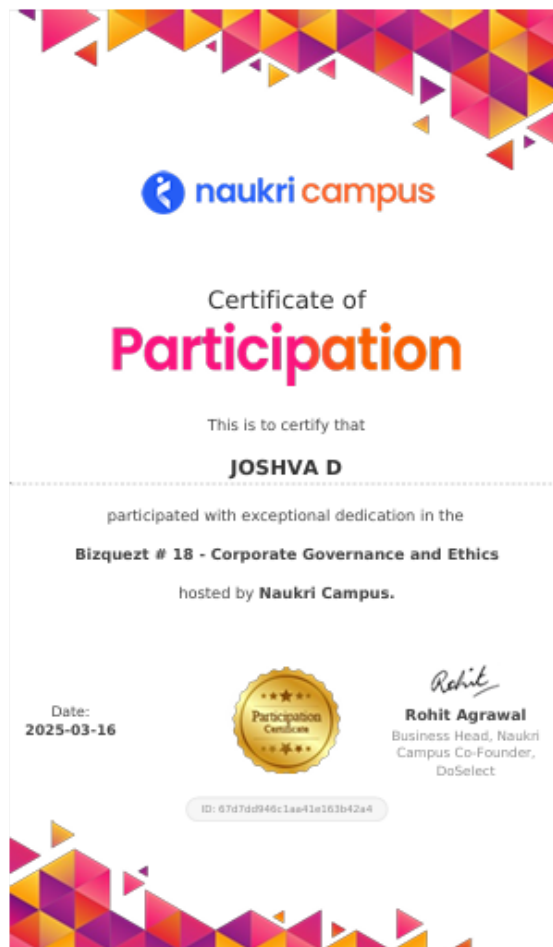 naukri campus
Certificate of
Participation
This is to certify that
JOSHVA D
participated with exceptional dedication in the
Bizquezt # 18 - Corporate Governance and Ethics
hosted by Naukri Campus.
Date:
2025-03-16
Participation
Certificate
Rohit
Rohit Agrawal
Business Head, Naukri
Campus Co-Founder,
DoSelect
ID: 67d7dd946c1aa41e163b42a4